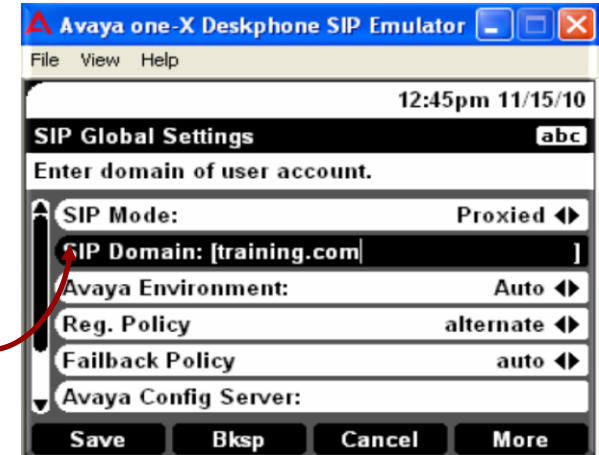 Avaya one-X Deskphone SIP Emulator
File View Help
12:45pm 11/15/10
SIP Global Settings abc
Enter domain of user account.
SIP Mode: Proxied
SIP Domain: [training.com ]
Avaya Environment: Auto
Reg. Policy alternate
Failback Policy auto
Avaya Config Server:
Save Bksp Cancel More